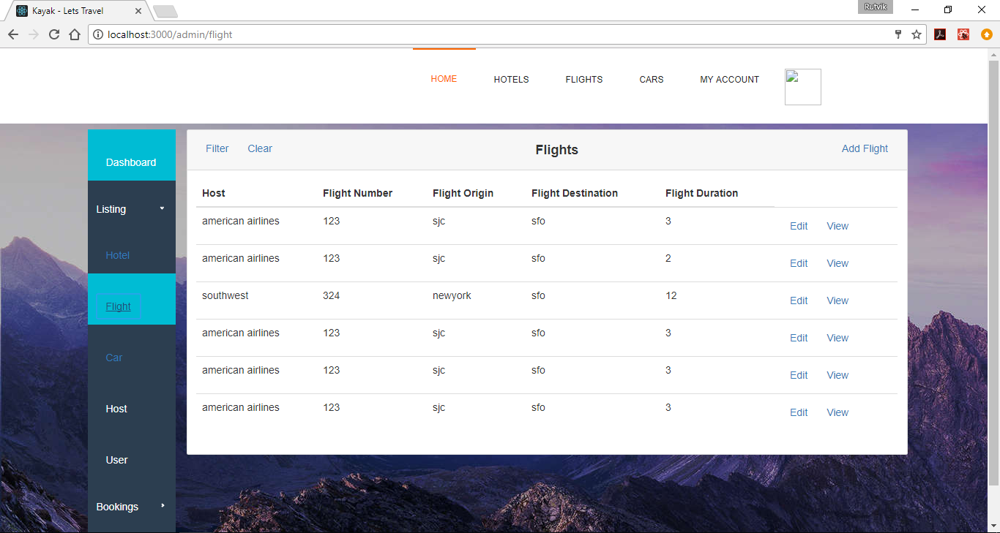 Kayak - Lets Travel
Rutvik
localhost:3000/admin/flight
HOME HOTELS FLIGHTS CARS MY ACCOUNT
Dashboard
Listing
Hotel
Flight
Car
Host
User
Bookings
Filter Clear Flights Add Flight
Host Flight Number Flight Origin Flight Destination Flight Duration
american airlines 123 sjc sfo 3 Edit View
american airlines 123 sjc sfo 2 Edit View
southwest 324 newyork sfo 12 Edit View
american airlines 123 sjc sfo 3 Edit View
american airlines 123 sjc sfo 3 Edit View
american airlines 123 sjc sfo 3 Edit View